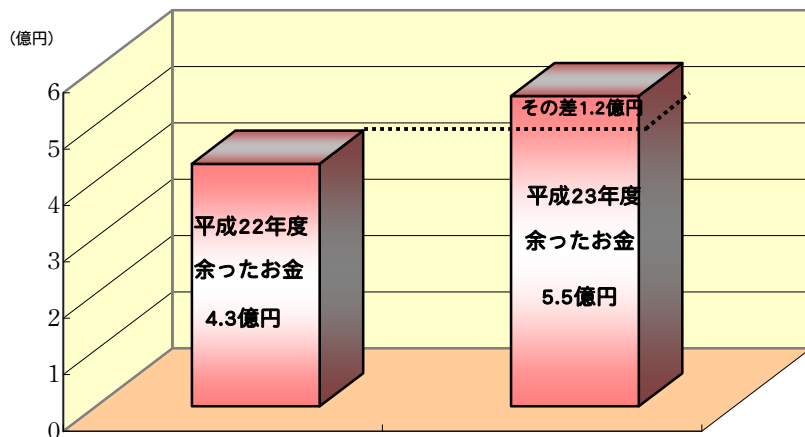 (億円)
6
5
4
3
2
1
0
平成22年度
余ったお金
4.3億円
その差1.2億円
平成23年度
余ったお金
5.5億円